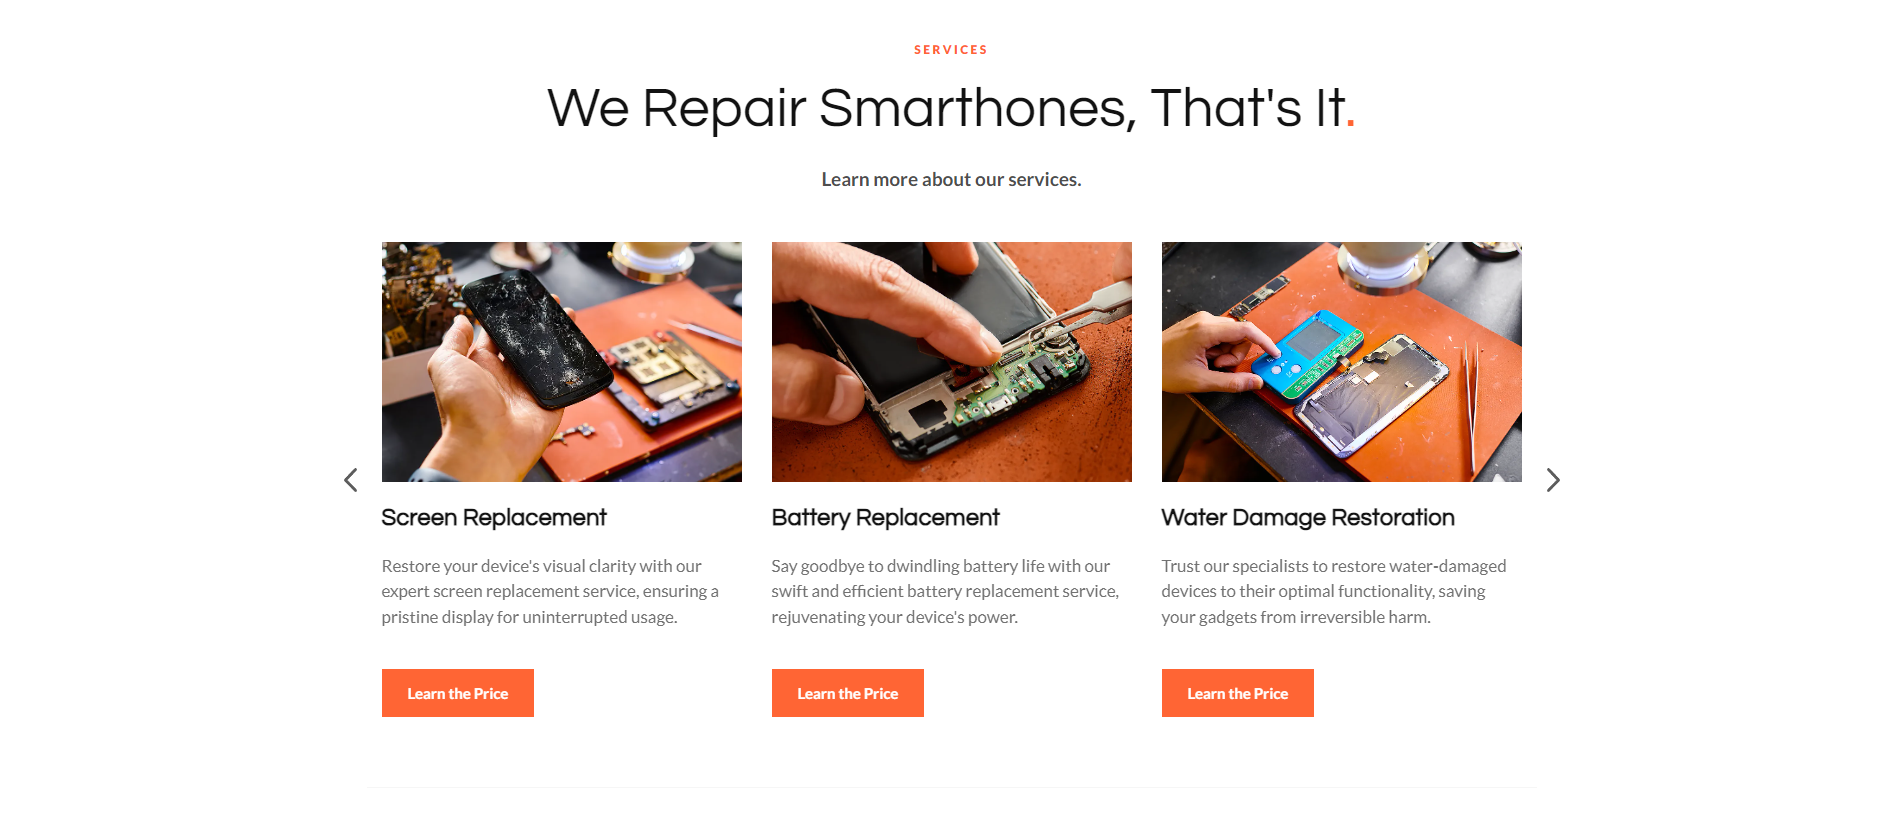 SERVICES
We Repair Smarthones, That's It.
Learn more about our services.
Screen Replacement
Restore your device's visual clarity with our
expert screen replacement service, ensuring a
pristine display for uninterrupted usage.
Learn the Price
Battery Replacement
Say goodbye to dwindling battery life with our
swift and efficient battery replacement service,
rejuvenating your device's power.
Learn the Price
Water Damage Restoration
Trust our specialists to restore water-damaged
devices to their optimal functionality, saving
your gadgets from irreversible harm.
Learn the Price